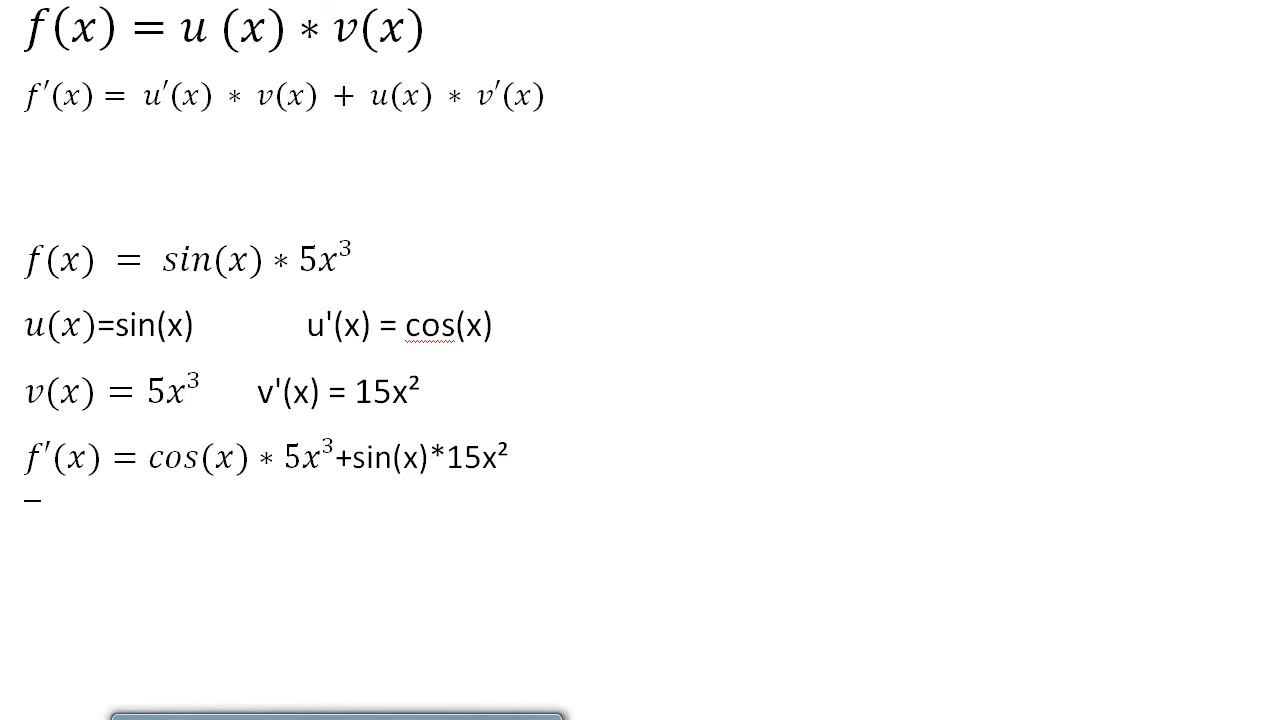 f(x) = u (x) * v(x)
f'(x) = u'(x) * v(x) + u(x) * v'(x)
f(x) = sin(x) * 5x³
u(x)=sin(x) u'(x) = cos(x)
v(x) = 5x³ v'(x) = 15x²
f'(x) = cos(x) * 5x³+sin(x)*15x²